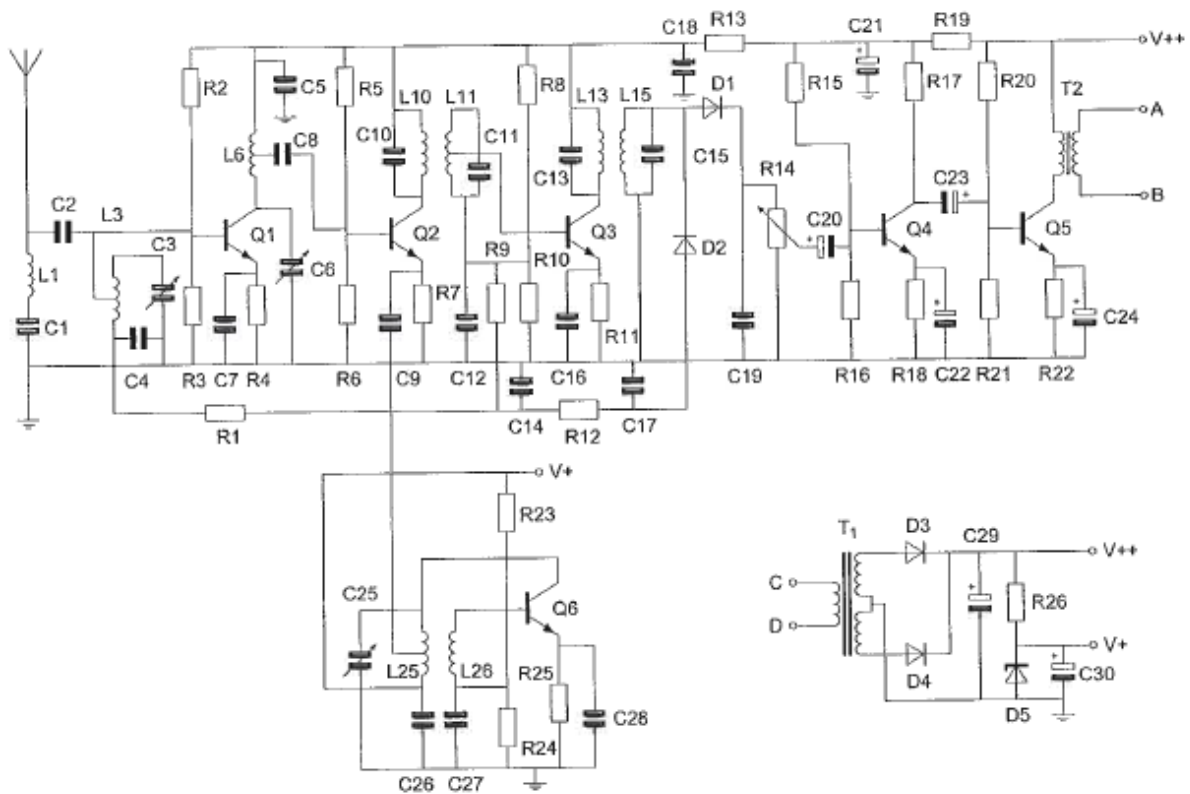 C18 R13 C21 R19 V++
R2 C5 R5 L10 L11 R8 L13 L15 D1 R15 R17 R20 T2
C8 C10 C11 A
L6 C13 C15 R14 C23 B
C2 L3 C3 Q1 Q2 Q3 D2 C20 Q4 Q5
L1 C6 R9 R10
C1 R7 R11 C24
C4 R3 C7 R4 R6 C9 C12 C16 C19 R16 R18 C22 R21 R22
R1 C14 R12 C17
V+
R23
T1 D3 C29 V++
C25 Q6 C R26
D
L25 L26 R25 D4 V+
C30
C28 D5
R24
C26 C27